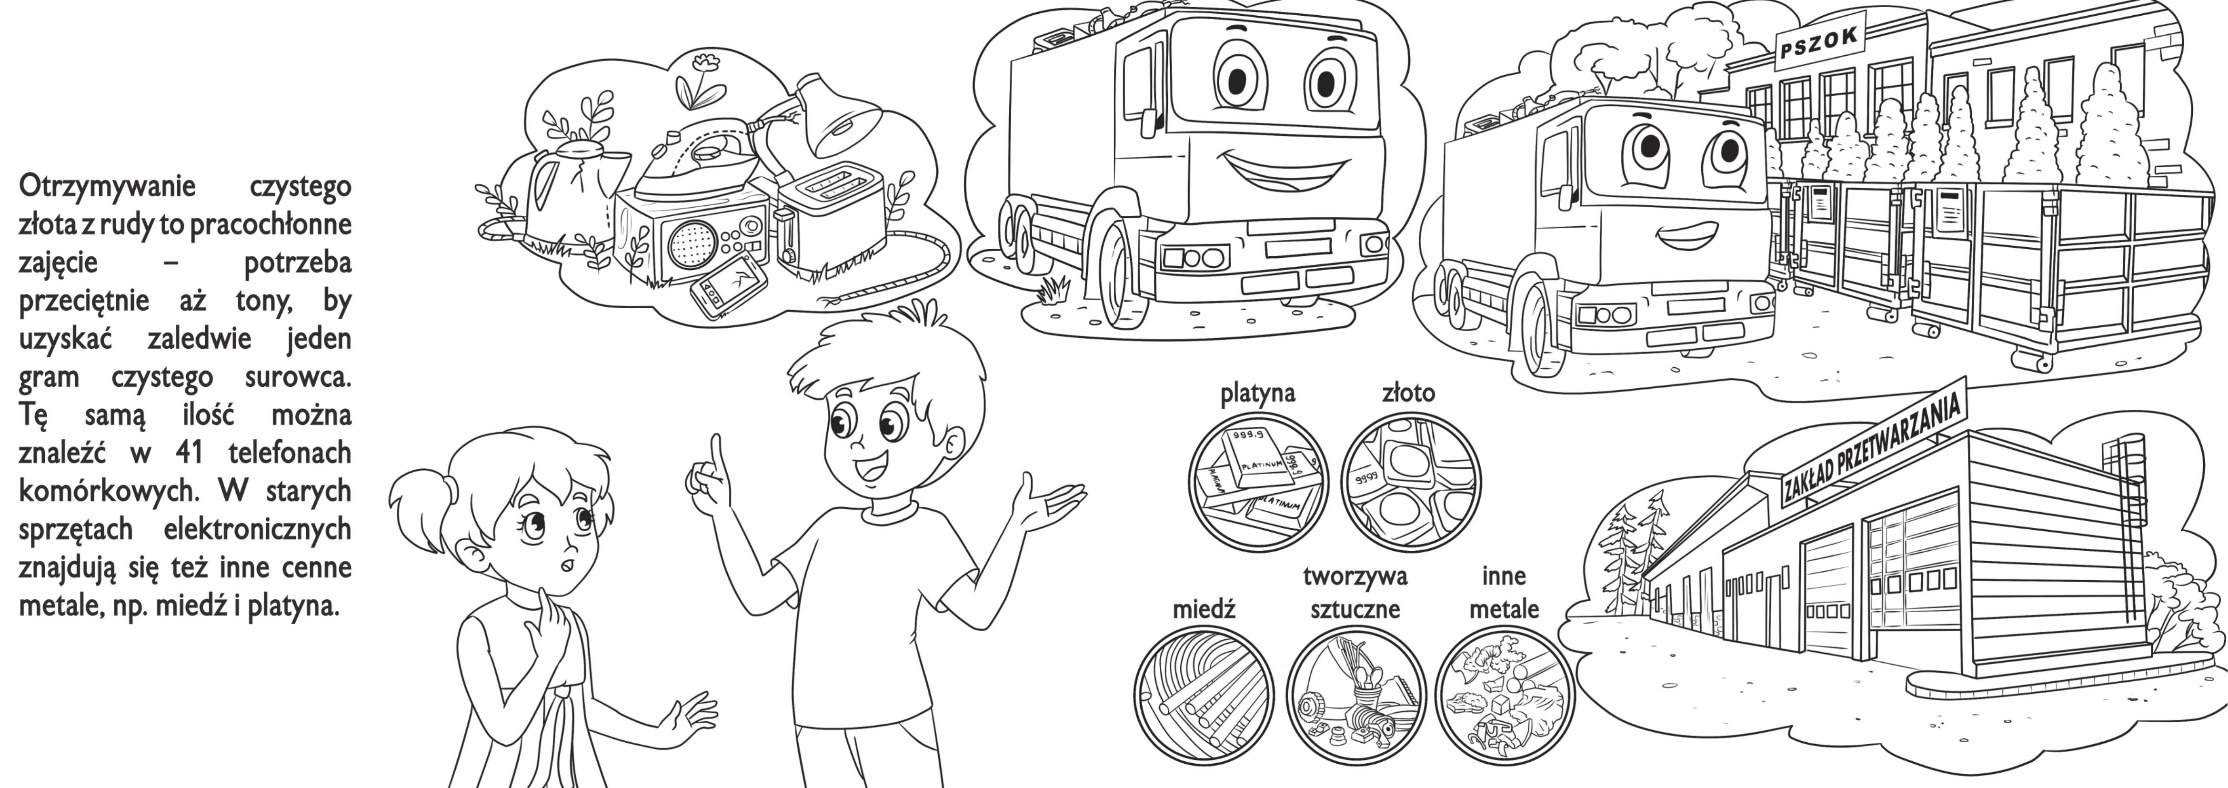 Otrzymywanie czystego
złota z rudy to pracochłonne
zajęcie – potrzeba
przeciętnie aż tony, by
uzyskać zaledwie jeden
gram czystego surowca.
Tę samą ilość można
znaleźć w 41 telefonach
komórkowych. W starych
sprzętach elektronicznych
znajdują się też inne cenne
metale, np. miedź i platyna.
PSZOK
platyna
złoto
999.9
PLATINUM
999.9
PLATINUM
9999
ZAKŁAD PRZETWARZANIA
miedź
tworzywa
sztuczne
inne
metale